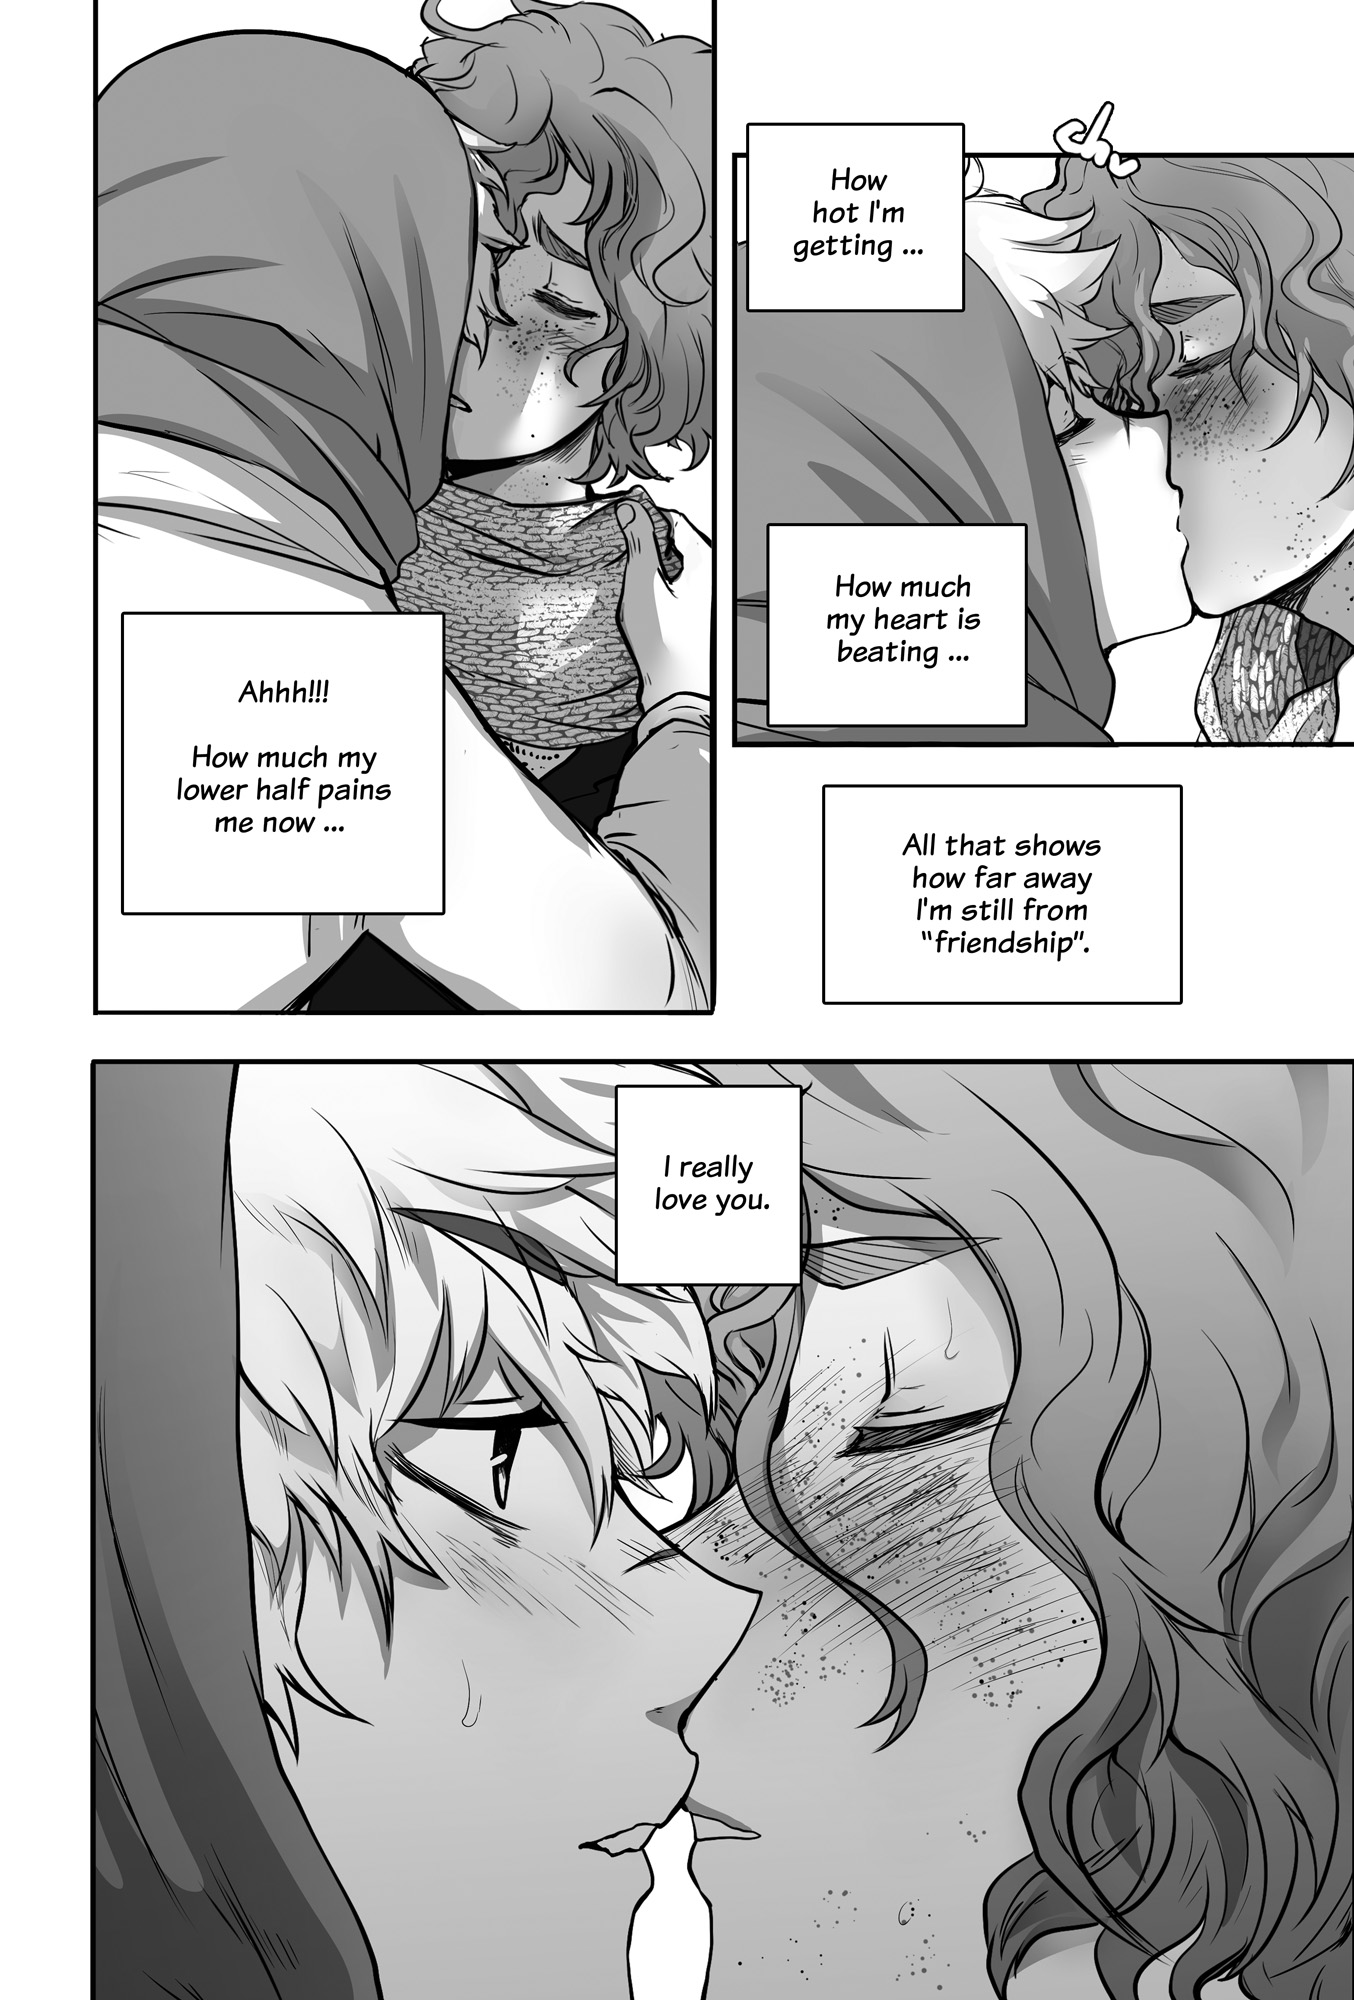 Ahhh!!!
How much my
lower half pains
me now ...
How
hot I'm
getting ...
How much
my heart is
beating ...
All that shows
how far away
I'm still from
“friendship”.
I really
love you.